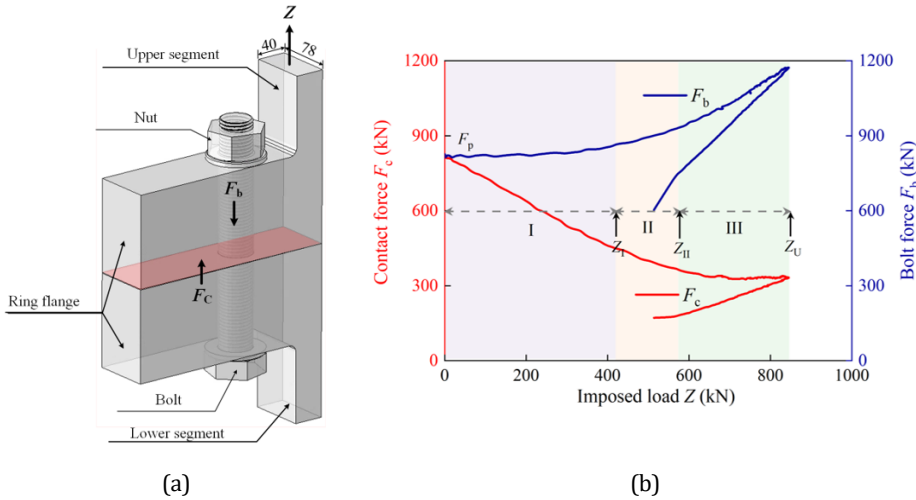 Z
40
78
Upper segment
Nut
F_b
F_C
Ring flange
Bolt
Lower segment
(a)
1200
900
600
300
0
Contact force F_c (kN)
F_p
F_b
I
II
III
Z_I
Z_II
Z_U
F_c
0
200
400
600
800
1000
Imposed load Z (kN)
1200
900
600
300
0
Bolt force F_b (kN)
(b)